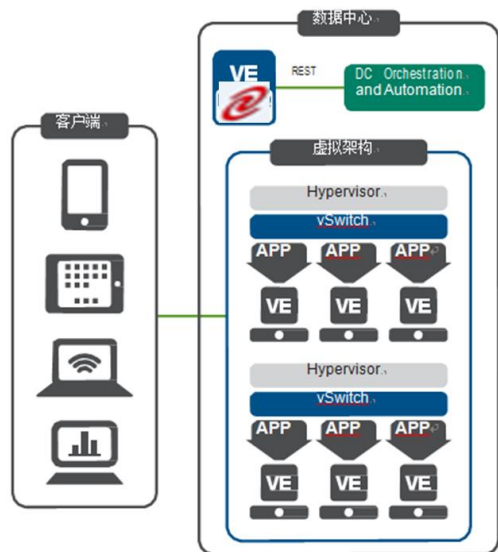 数据中心
VE
REST
DC Orchestration
and Automation
客户端
虚拟架构
Hypervisor
vSwitch
APP APP APP
VE VE VE
Hypervisor
vSwitch
APP APP APP
VE VE VE